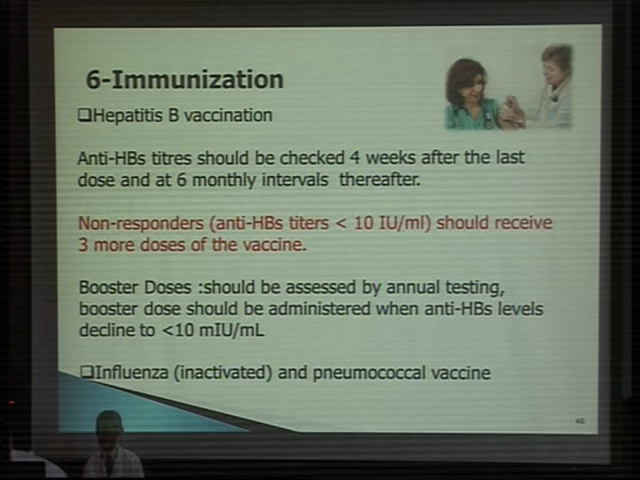 6-Immunization
❑Hepatitis B vaccination
Anti-HBs titres should be checked 4 weeks after the last
dose and at 6 monthly intervals thereafter.
Non-responders (anti-HBs titers < 10 IU/ml) should receive
3 more doses of the vaccine.
Booster Doses :should be assessed by annual testing,
booster dose should be administered when anti-HBs levels
decline to <10 mIU/mL
❑Influenza (inactivated) and pneumococcal vaccine
46